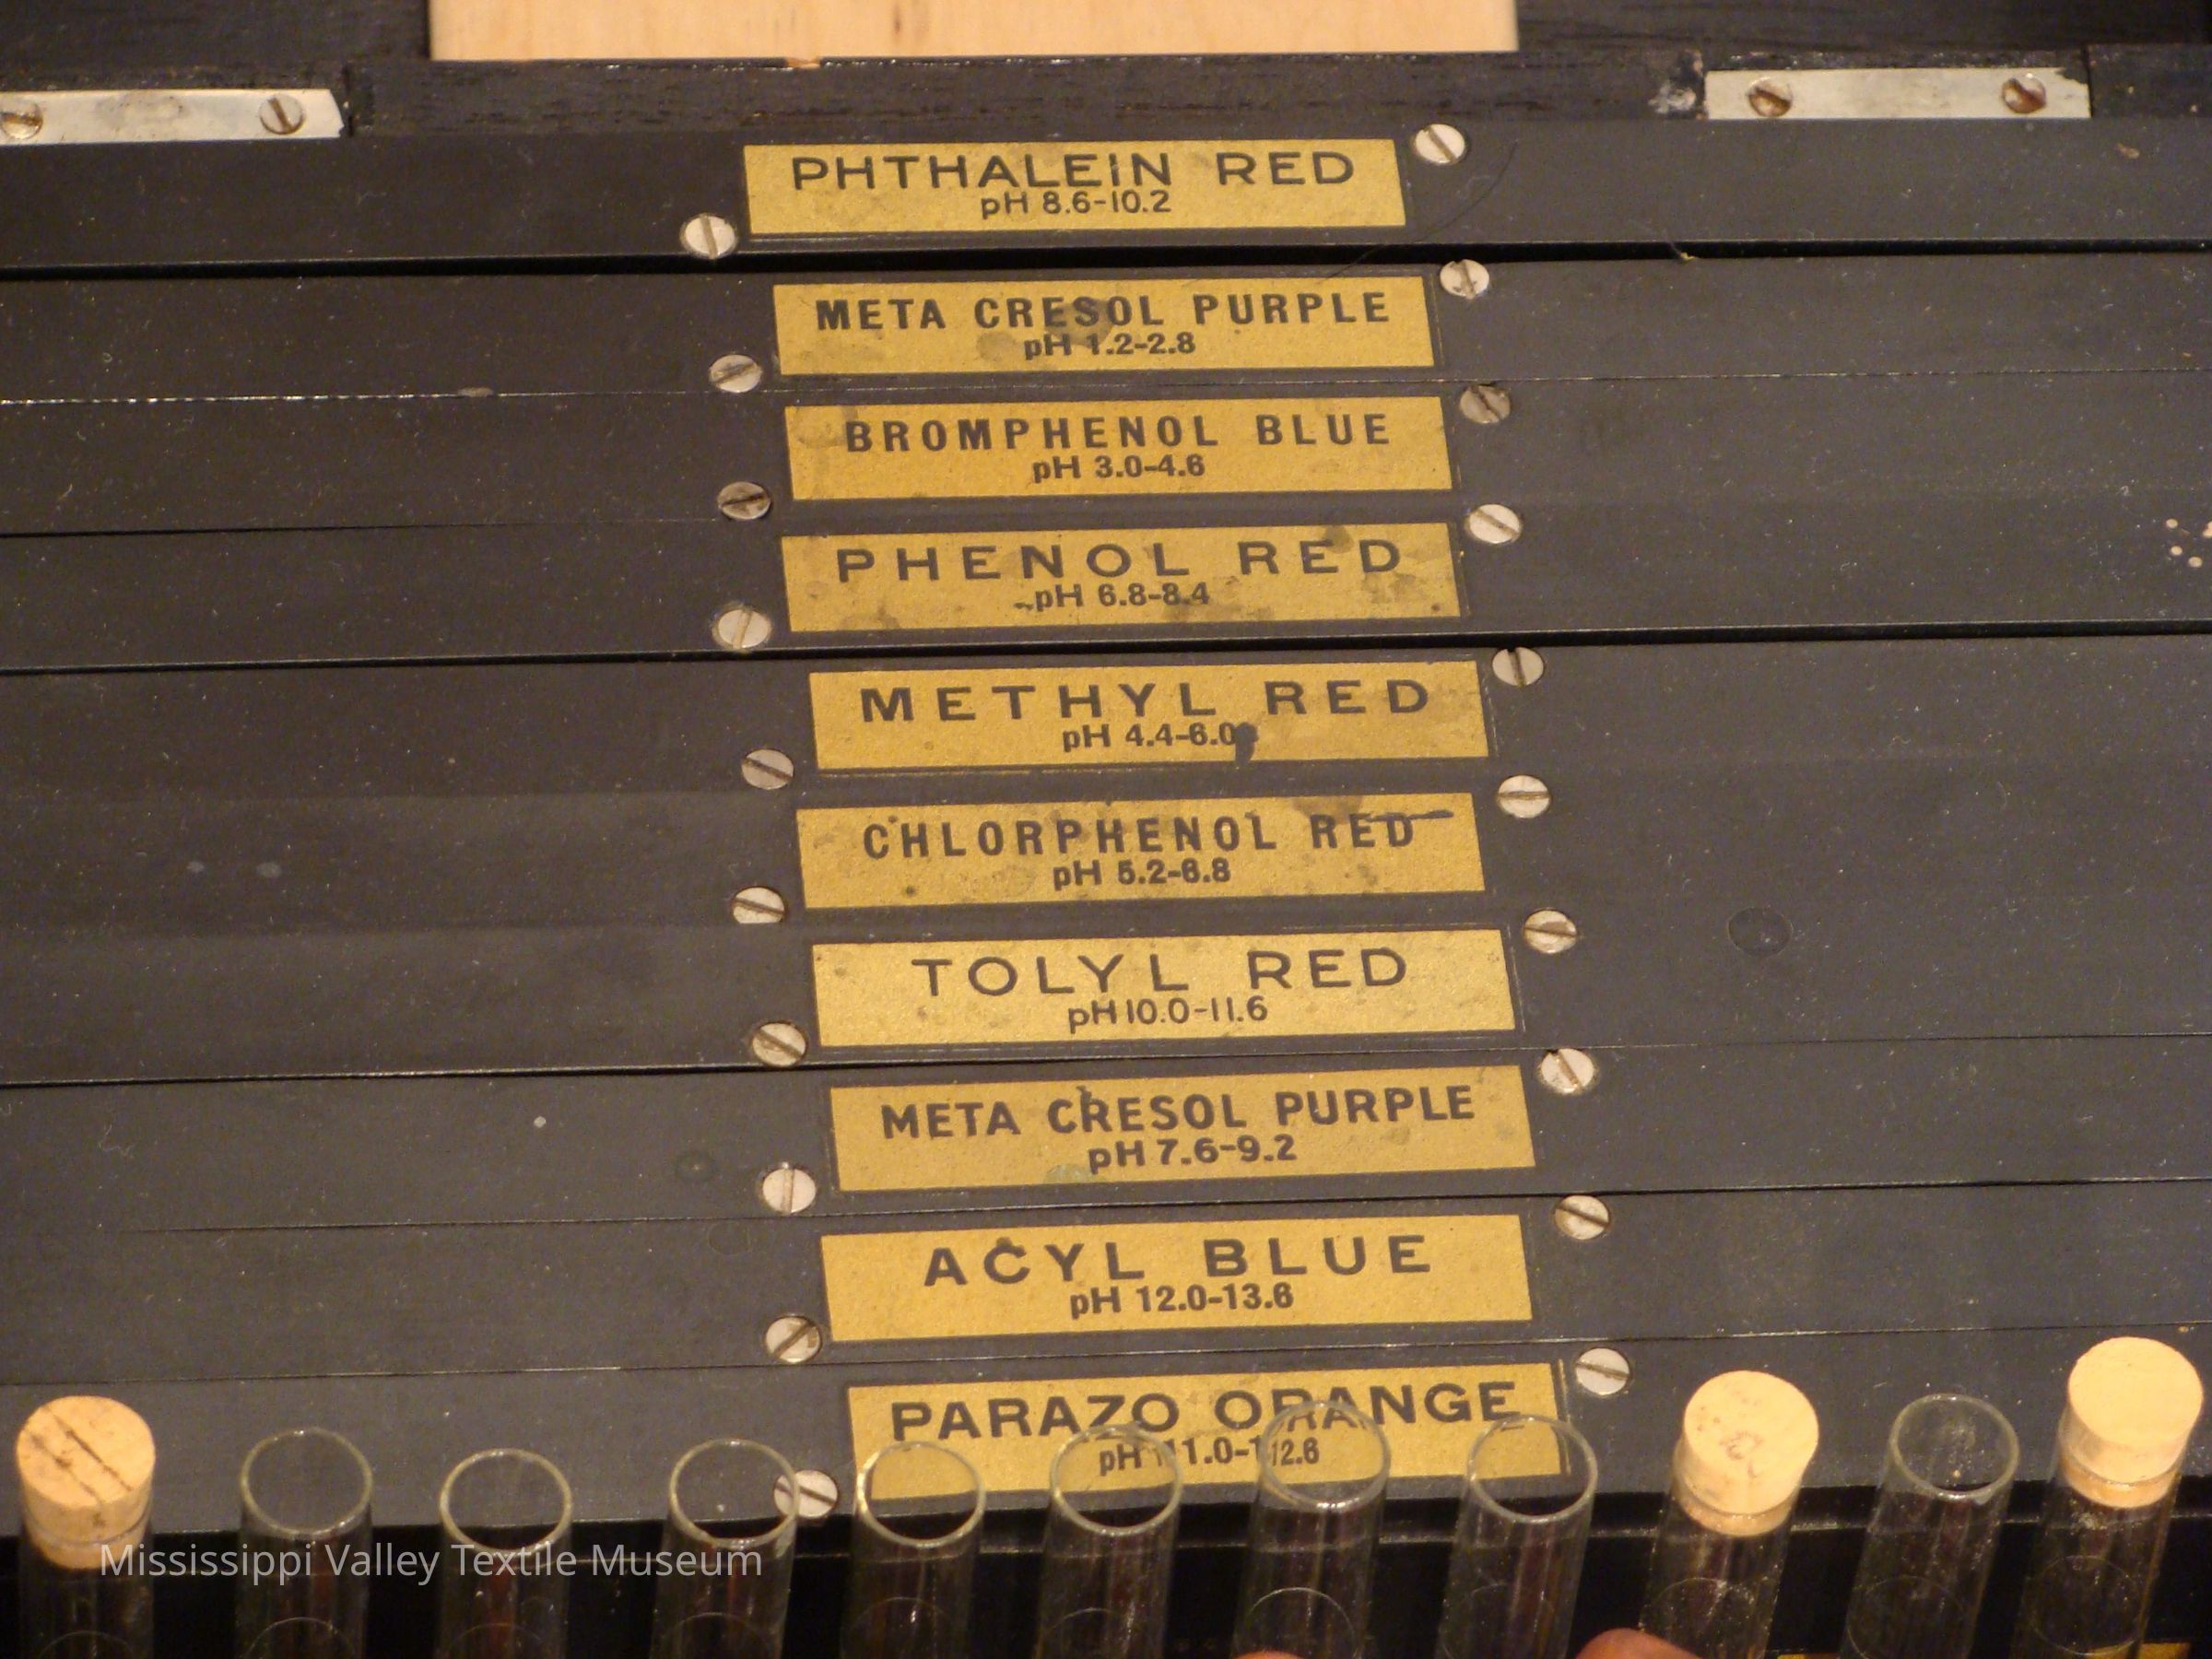 PHTHALEIN RED
pH 8.6-10.2
META CRESOL PURPLE
pH 1.2-2.8
BROMPHENOL BLUE
pH 3.0-4.6
PHENOL RED
pH 6.8-8.4
METHYL RED
pH 4.4-6.0
CHLORPHENOL RED
pH 5.2-6.8
TOLYL RED
pH 10.0-11.6
META CRESOL PURPLE
pH 7.6-9.2
ACYL BLUE
pH 12.0-13.6
PARAZO ORANGE
pH 11.0-12.6
Mississippi Valley Textile Museum